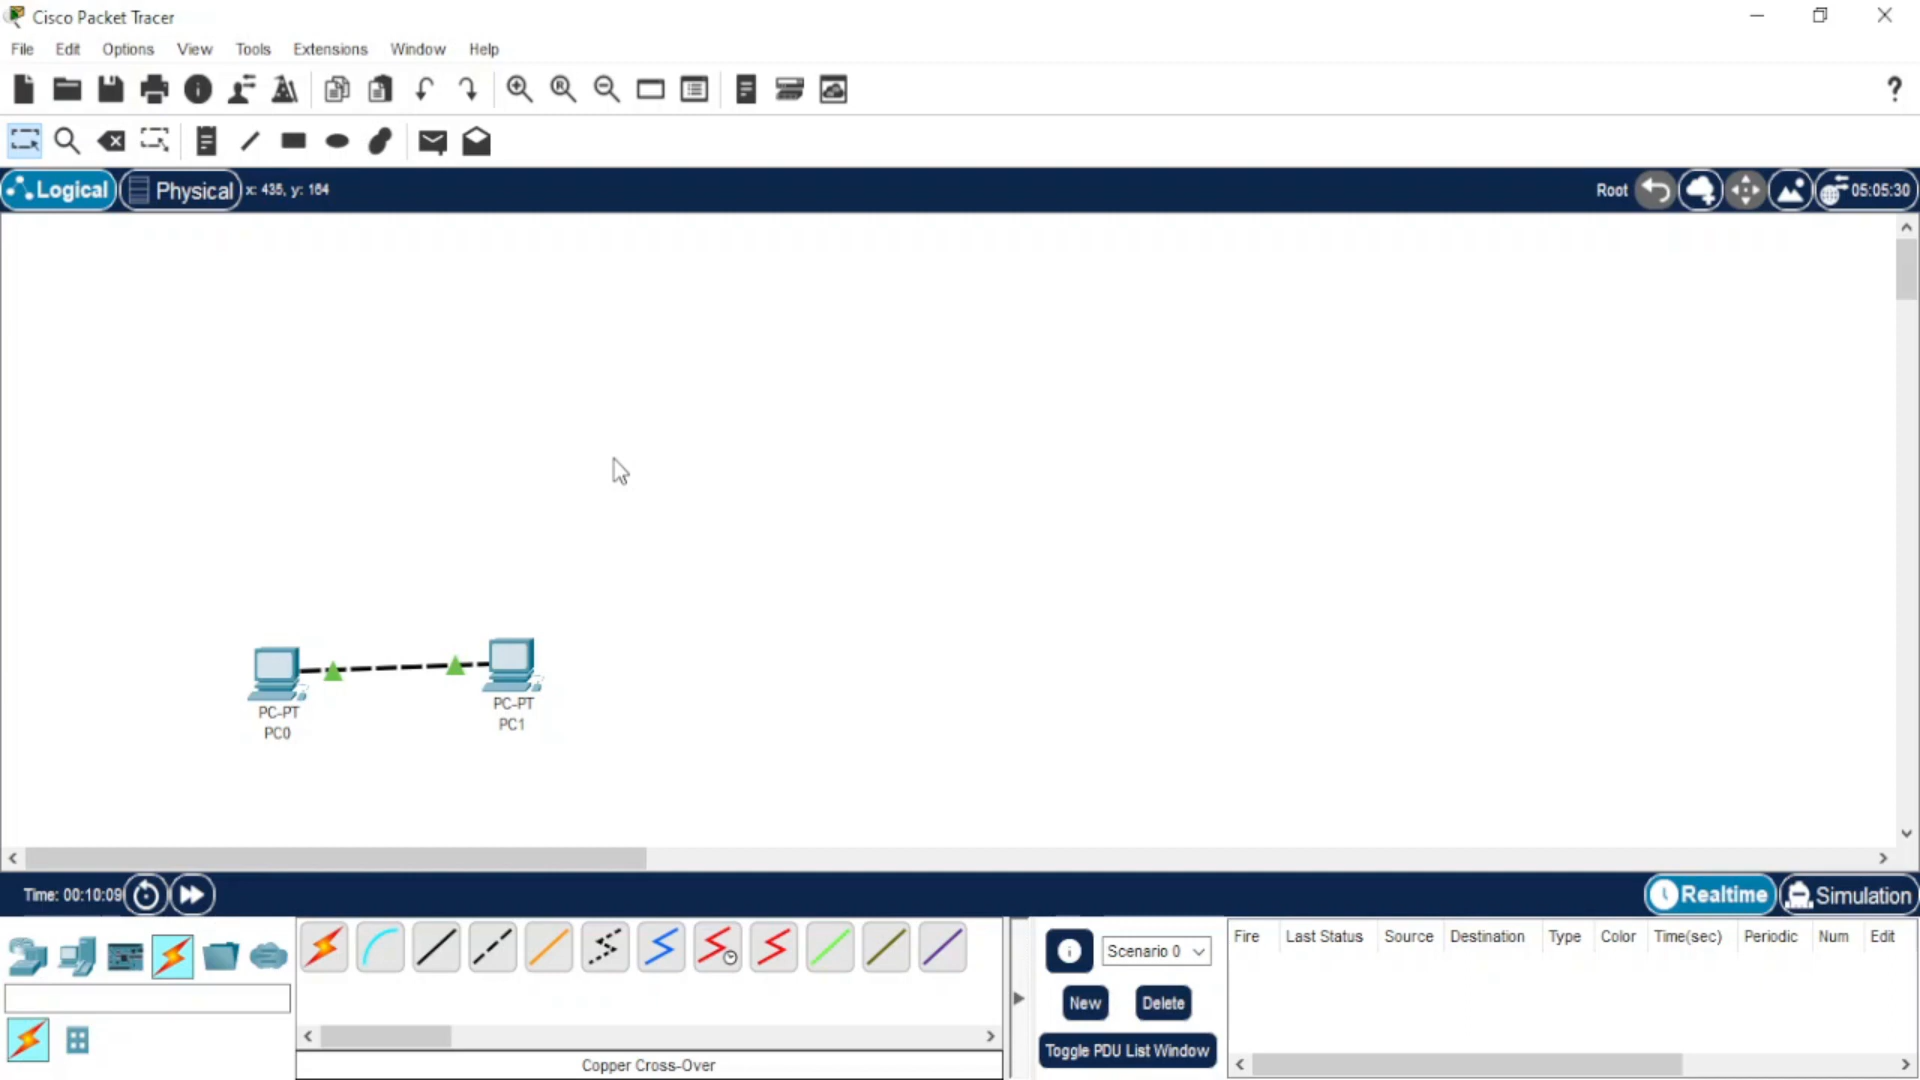 Cisco Packet Tracer
File Edit Options View Tools Extensions Window Help
?
Logical Physical x: 435, y: 164 Root 05:05:30
PC-PT
PC0
PC-PT
PC1
Time: 00:10:09 Realtime Simulation
Scenario 0
New Delete
Toggle PDU List Window
Fire Last Status Source Destination Type Color Time(sec) Periodic Num Edit
Copper Cross-Over